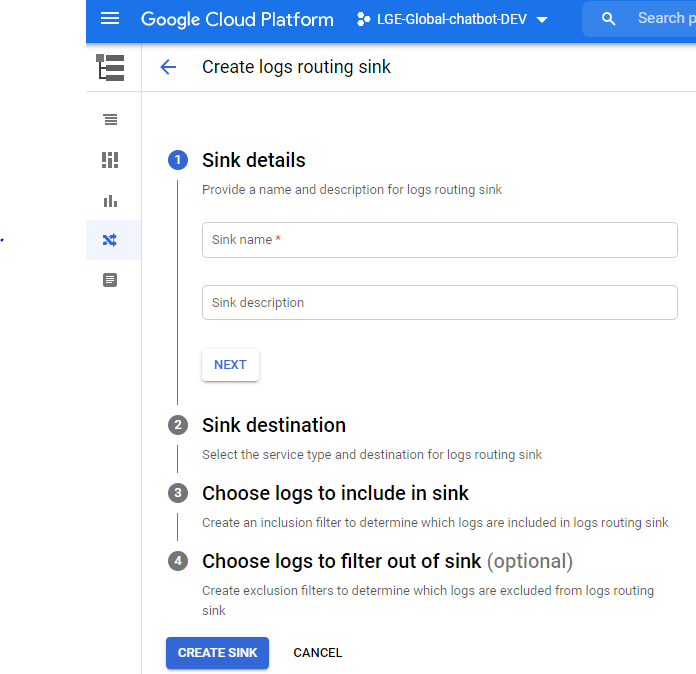 Google Cloud Platform
LGE-Global-chatbot-DEV
Search p
Create logs routing sink
1 Sink details
Provide a name and description for logs routing sink
Sink name *
Sink description
NEXT
2 Sink destination
Select the service type and destination for logs routing sink
3 Choose logs to include in sink
Create an inclusion filter to determine which logs are included in logs routing sink
4 Choose logs to filter out of sink (optional)
Create exclusion filters to determine which logs are excluded from logs routing
sink
CREATE SINK
CANCEL